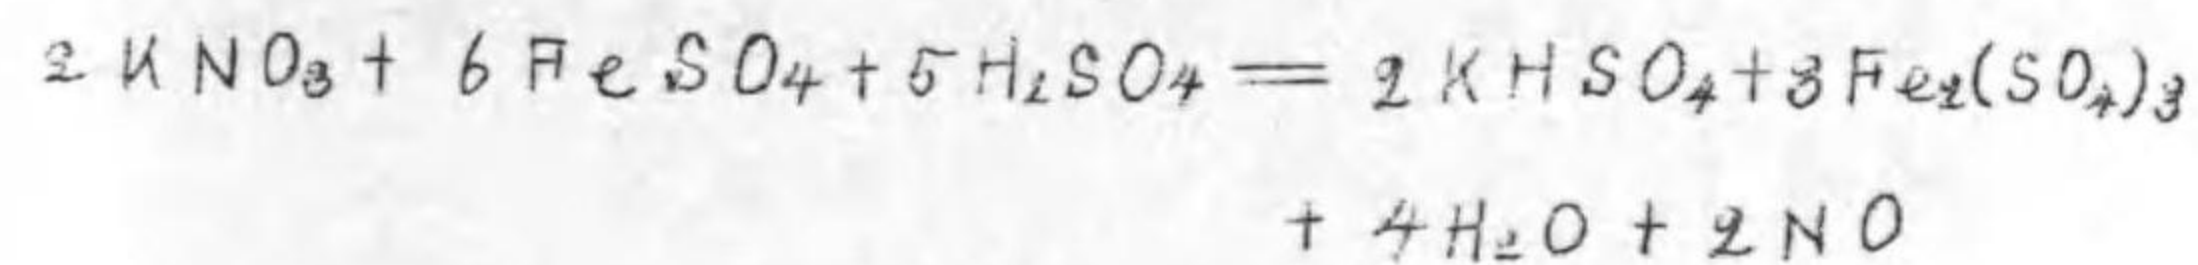 2 KNO₃ + 6 FeSO₄ + 5 H₂SO₄ = 2 KHSO₄ + 3 Fe₂(SO₄)₃
+ 4 H₂O + 2 NO